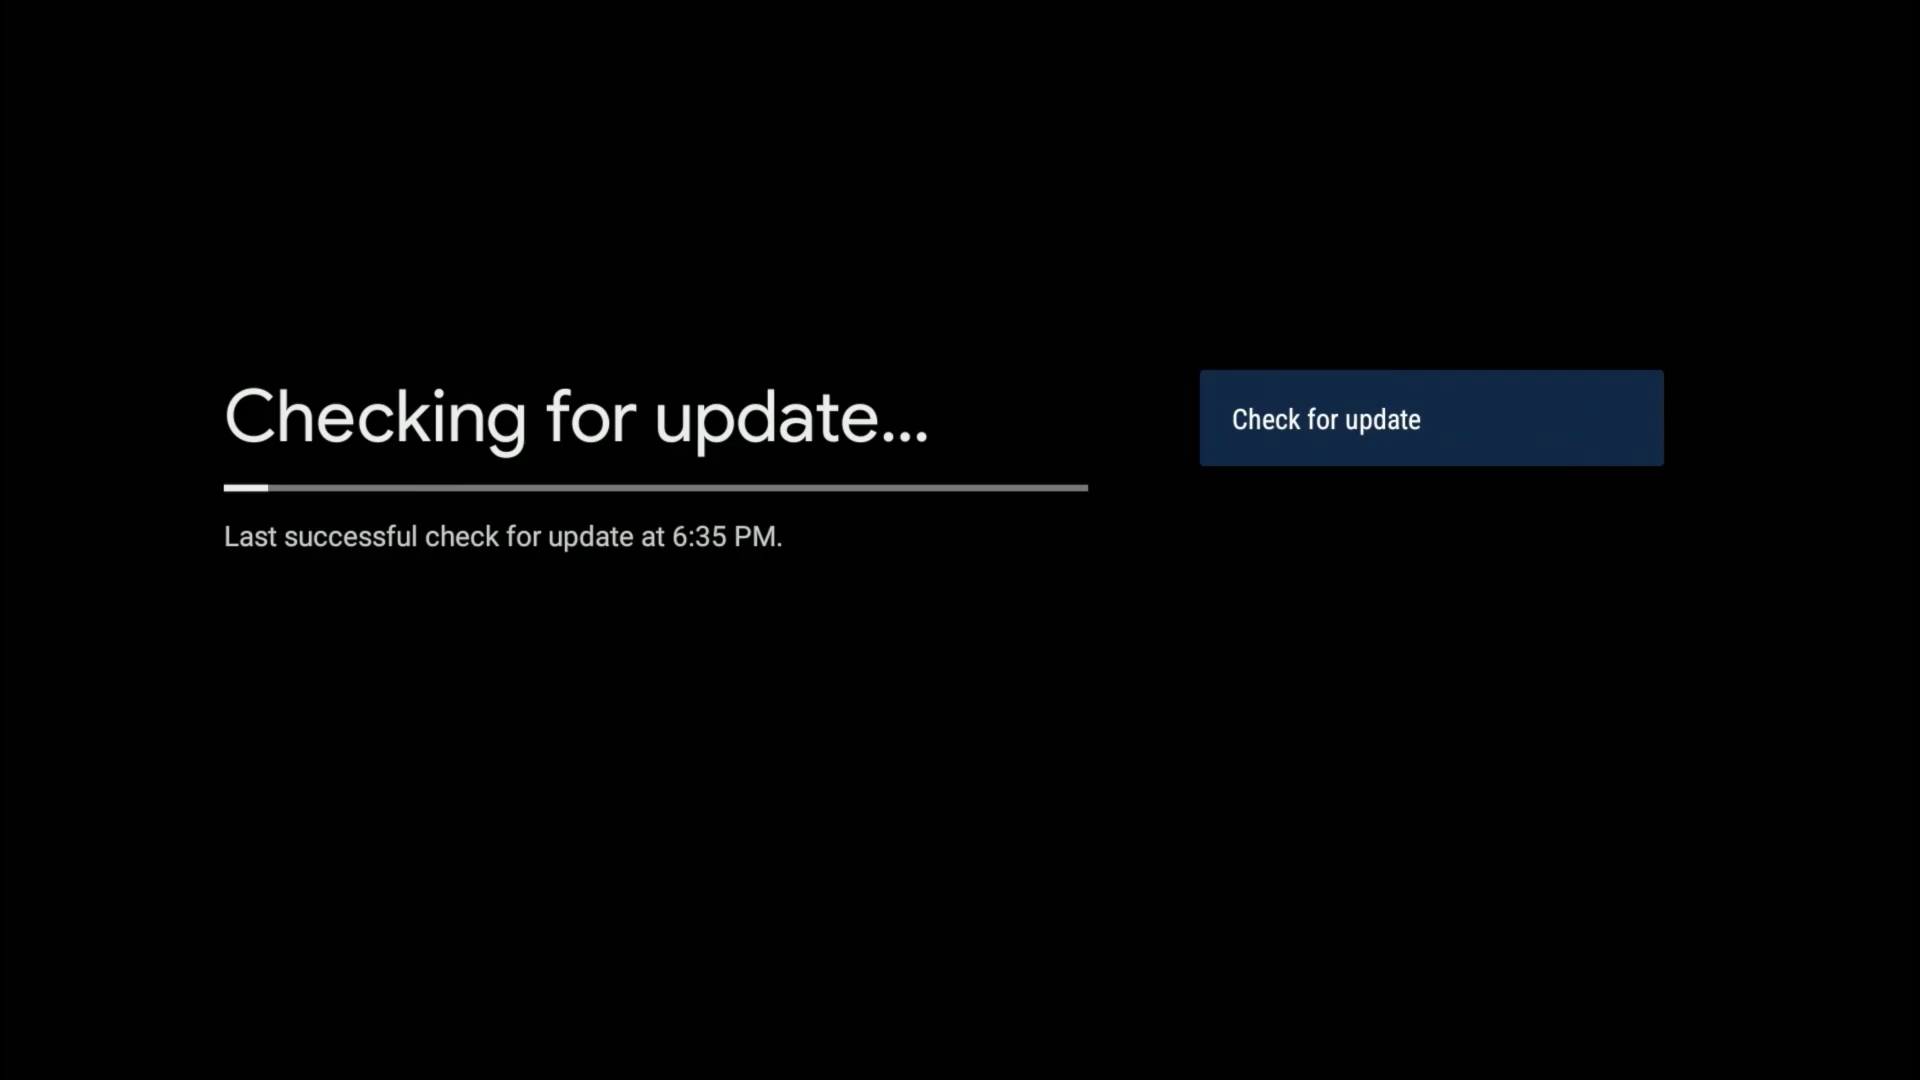 Checking for update...
Check for update
Last successful check for update at 6:35 PM.